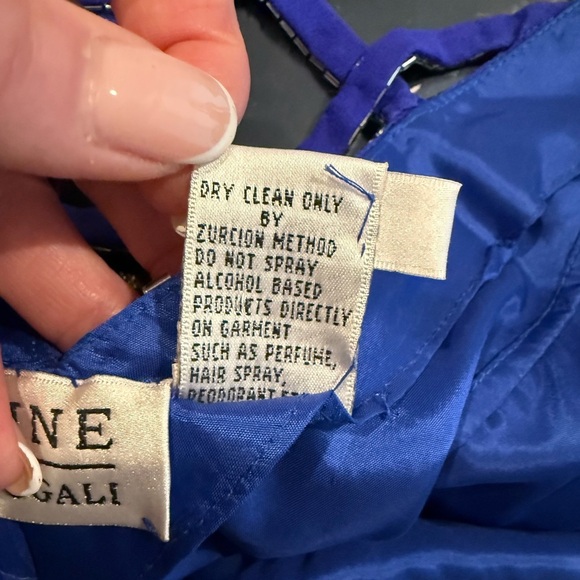 DRY CLEAN ONLY
BY
ZURCION METHOD
DO NOT SPRAY
ALCOHOL BASED
PRODUCTS DIRECTLY
ON GARMENT
SUCH AS PERFUME,
HAIR SPRAY,
DEODORANT
INE
GALI